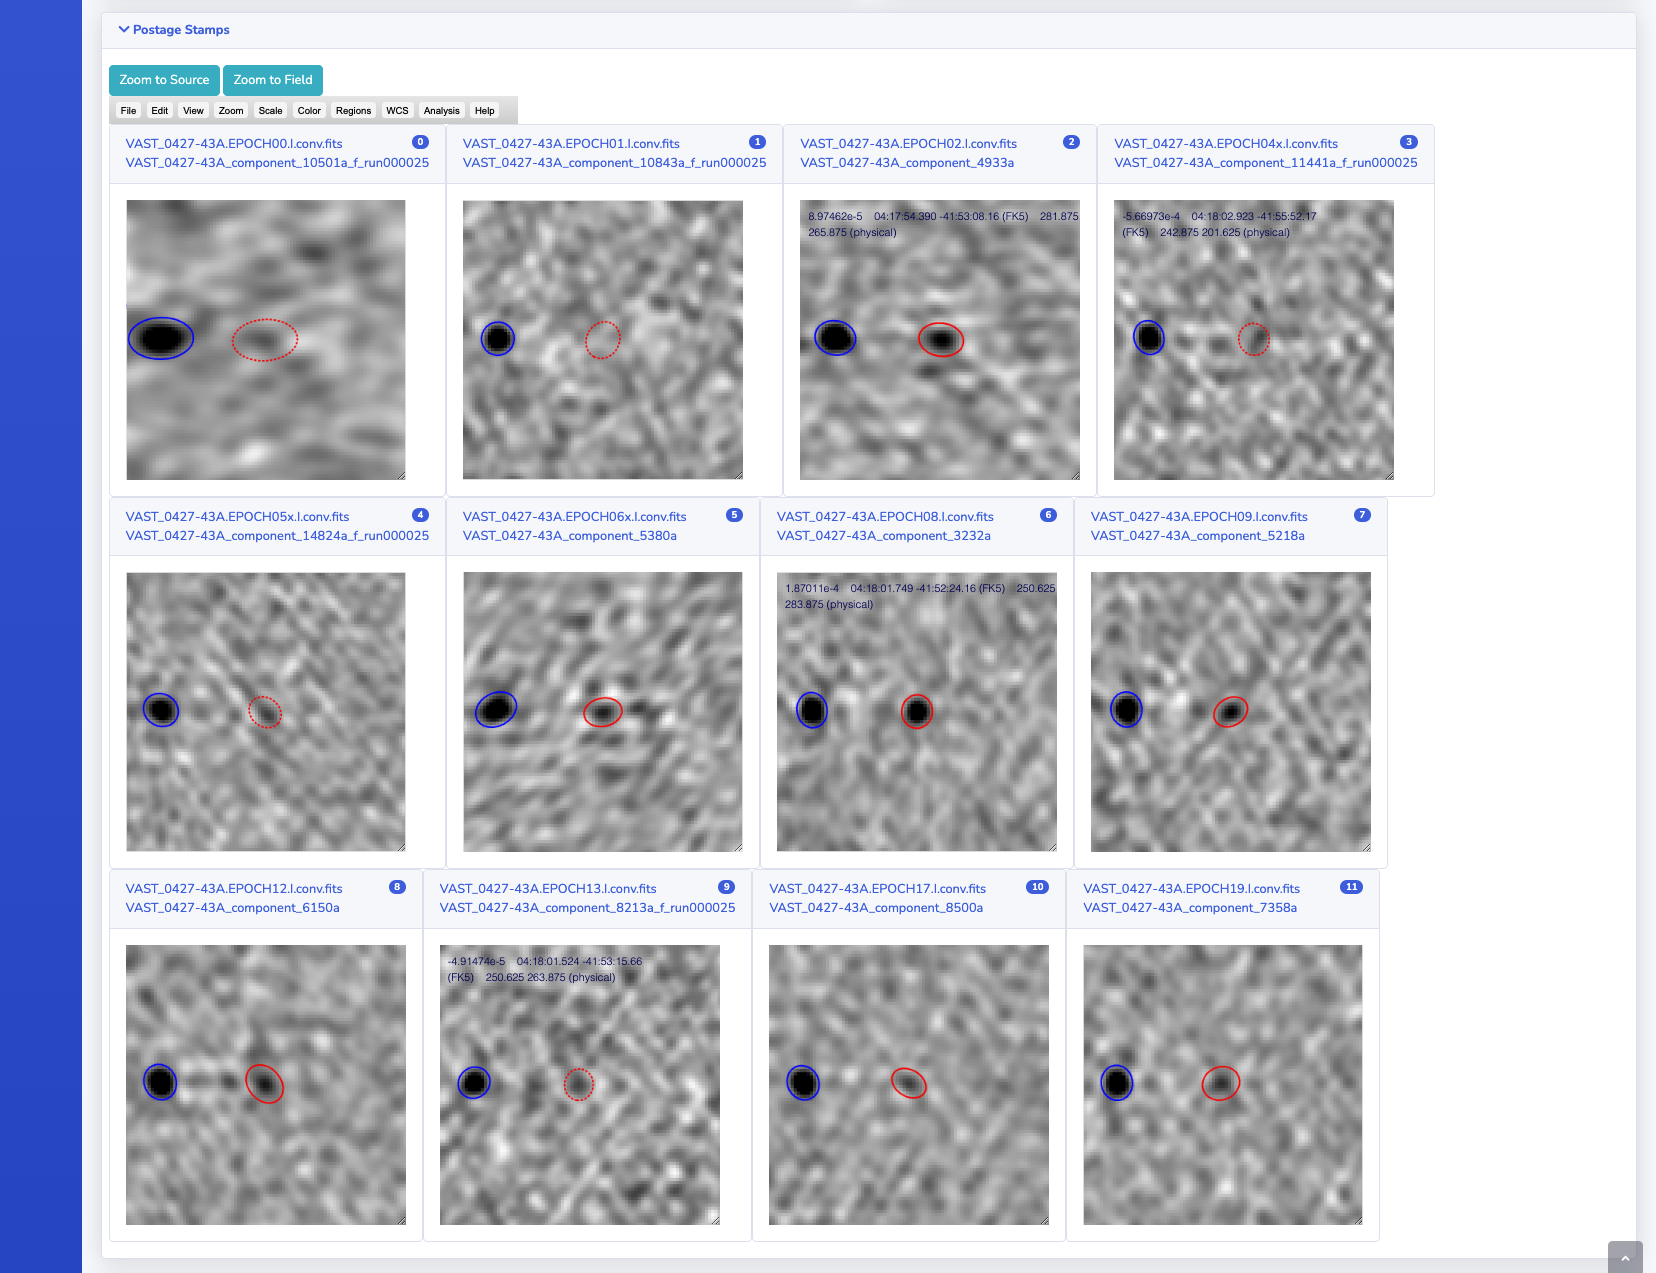 Postage Stamps
Zoom to Source Zoom to Field
File Edit View Zoom Scale Color Regions WCS Analysis Help
VAST_0427-43A.EPOCH00.I.conv.fits 0
VAST_0427-43A_component_10501a_f_run000025
VAST_0427-43A.EPOCH01.I.conv.fits 1
VAST_0427-43A_component_10843a_f_run000025
VAST_0427-43A.EPOCH02.I.conv.fits 2
VAST_0427-43A_component_4933a
8.97462e-5 04:17:54.390 -41:53:08.16 (FK5) 281.875
265.875 (physical)
VAST_0427-43A.EPOCH04x.I.conv.fits 3
VAST_0427-43A_component_11441a_f_run000025
-5.66973e-4 04:18:02.923 -41:55:52.17
(FK5) 242.875 201.625 (physical)
VAST_0427-43A.EPOCH05x.I.conv.fits 4
VAST_0427-43A_component_14824a_f_run000025
VAST_0427-43A.EPOCH06x.I.conv.fits 5
VAST_0427-43A_component_5380a
VAST_0427-43A.EPOCH08.I.conv.fits 6
VAST_0427-43A_component_3232a
1.87011e-4 04:18:01.749 -41:52:24.16 (FK5) 250.625
283.875 (physical)
VAST_0427-43A.EPOCH09.I.conv.fits 7
VAST_0427-43A_component_5218a
VAST_0427-43A.EPOCH12.I.conv.fits 8
VAST_0427-43A_component_6150a
VAST_0427-43A.EPOCH13.I.conv.fits 9
VAST_0427-43A_component_8213a_f_run000025
-4.91474e-5 04:18:01.524 -41:53:15.66
(FK5) 250.625 263.875 (physical)
VAST_0427-43A.EPOCH17.I.conv.fits 10
VAST_0427-43A_component_8500a
VAST_0427-43A.EPOCH19.I.conv.fits 11
VAST_0427-43A_component_7358a